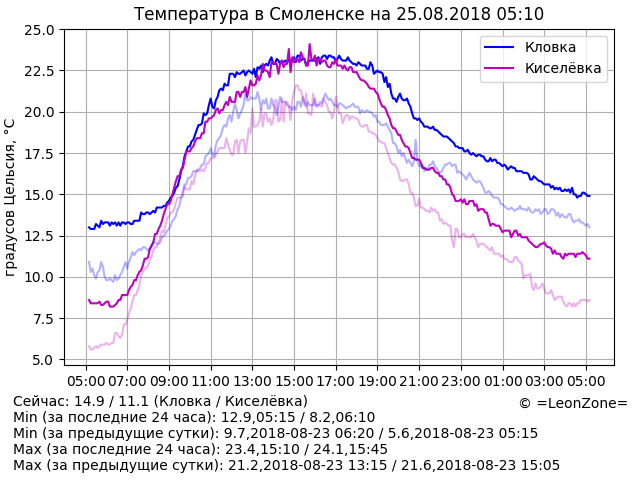 Температура в Смоленске на 25.08.2018 05:10
25.0
22.5
20.0
17.5
15.0
12.5
10.0
7.5
5.0
градусов Цельсия, °C
Кловка
Киселёвка
05:00 07:00 09:00 11:00 13:00 15:00 17:00 19:00 21:00 23:00 01:00 03:00 05:00
Сейчас: 14.9 / 11.1 (Кловка / Киселёвка)
© =LeonZone=
Min (за последние 24 часа): 12.9,05:15 / 8.2,06:10
Min (за предыдущие сутки): 9.7,2018-08-23 06:20 / 5.6,2018-08-23 05:15
Max (за последние 24 часа): 23.4,15:10 / 24.1,15:45
Max (за предыдущие сутки): 21.2,2018-08-23 13:15 / 21.6,2018-08-23 15:05